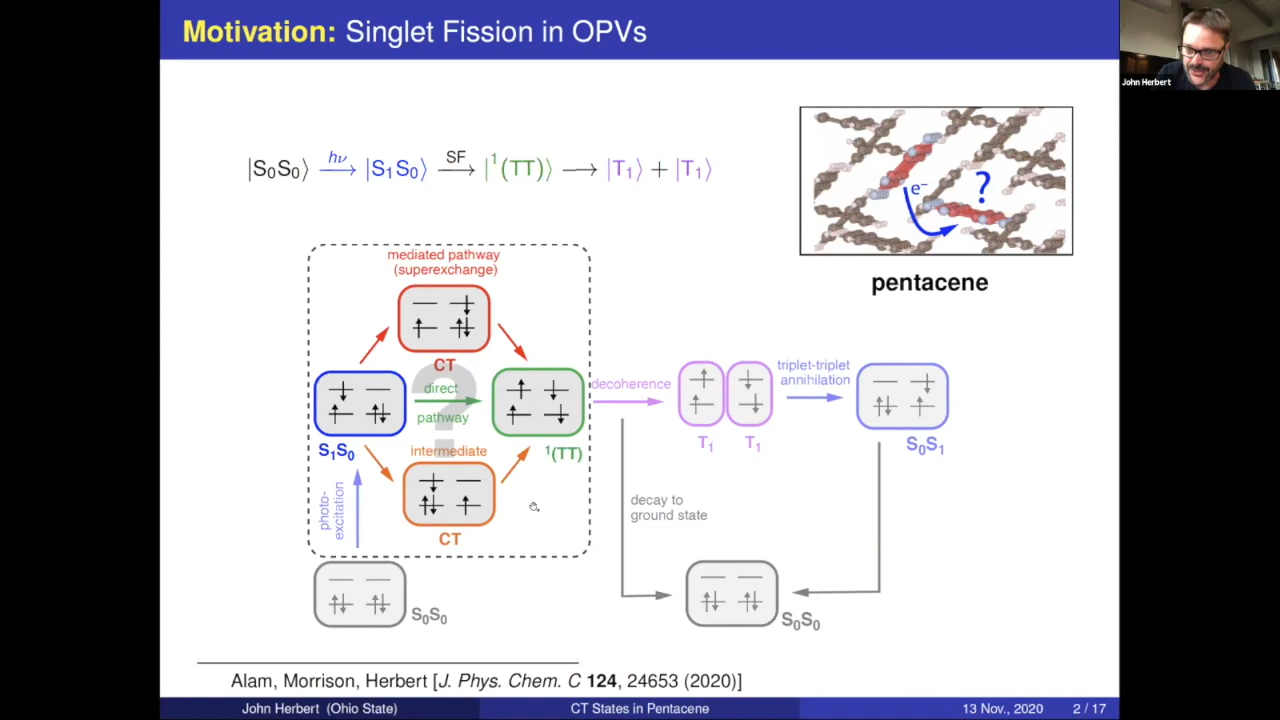 Motivation: Singlet Fission in OPVs
John Herbert
|S₀S₀⟩ hν→ |S₁S₀⟩ SF→ |¹(TT)⟩ → |T₁⟩ + |T₁⟩
e⁻
?
pentacene
mediated pathway
(superexchange)
CT
?
direct
pathway
S₁S₀
¹(TT)
intermediate
CT
photo-
excitation
S₀S₀
decoherence
T₁ T₁
triplet-triplet
annihilation
S₀S₁
decay to
ground state
S₀S₀
Alam, Morrison, Herbert [J. Phys. Chem. C 124, 24653 (2020)]
John Herbert (Ohio State) CT States in Pentacene 13 Nov., 2020 2 / 17